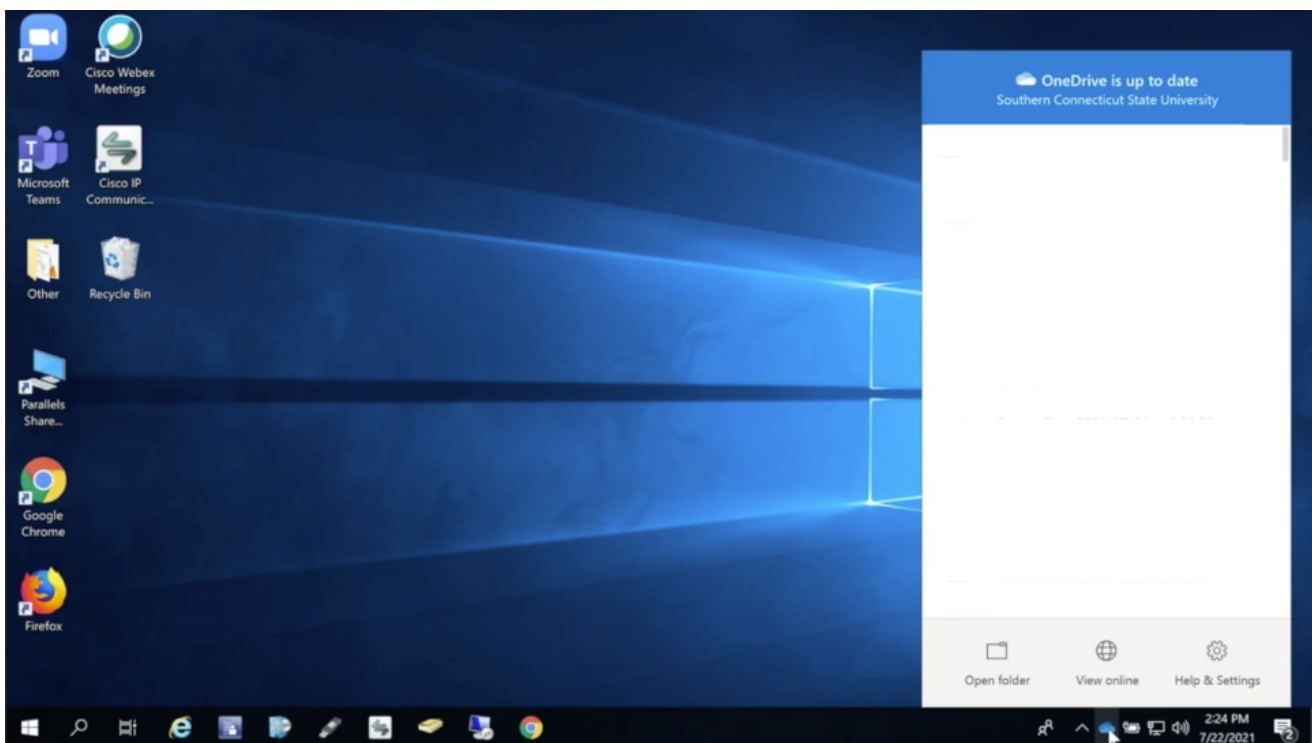 Zoom
Cisco Webex
Meetings
Microsoft
Teams
Cisco IP
Communic...
Other
Recycle Bin
Parallels
Share...
Google
Chrome
Firefox
OneDrive is up to date
Southern Connecticut State University
Open folder
View online
Help & Settings
2:24 PM
7/22/2021
2